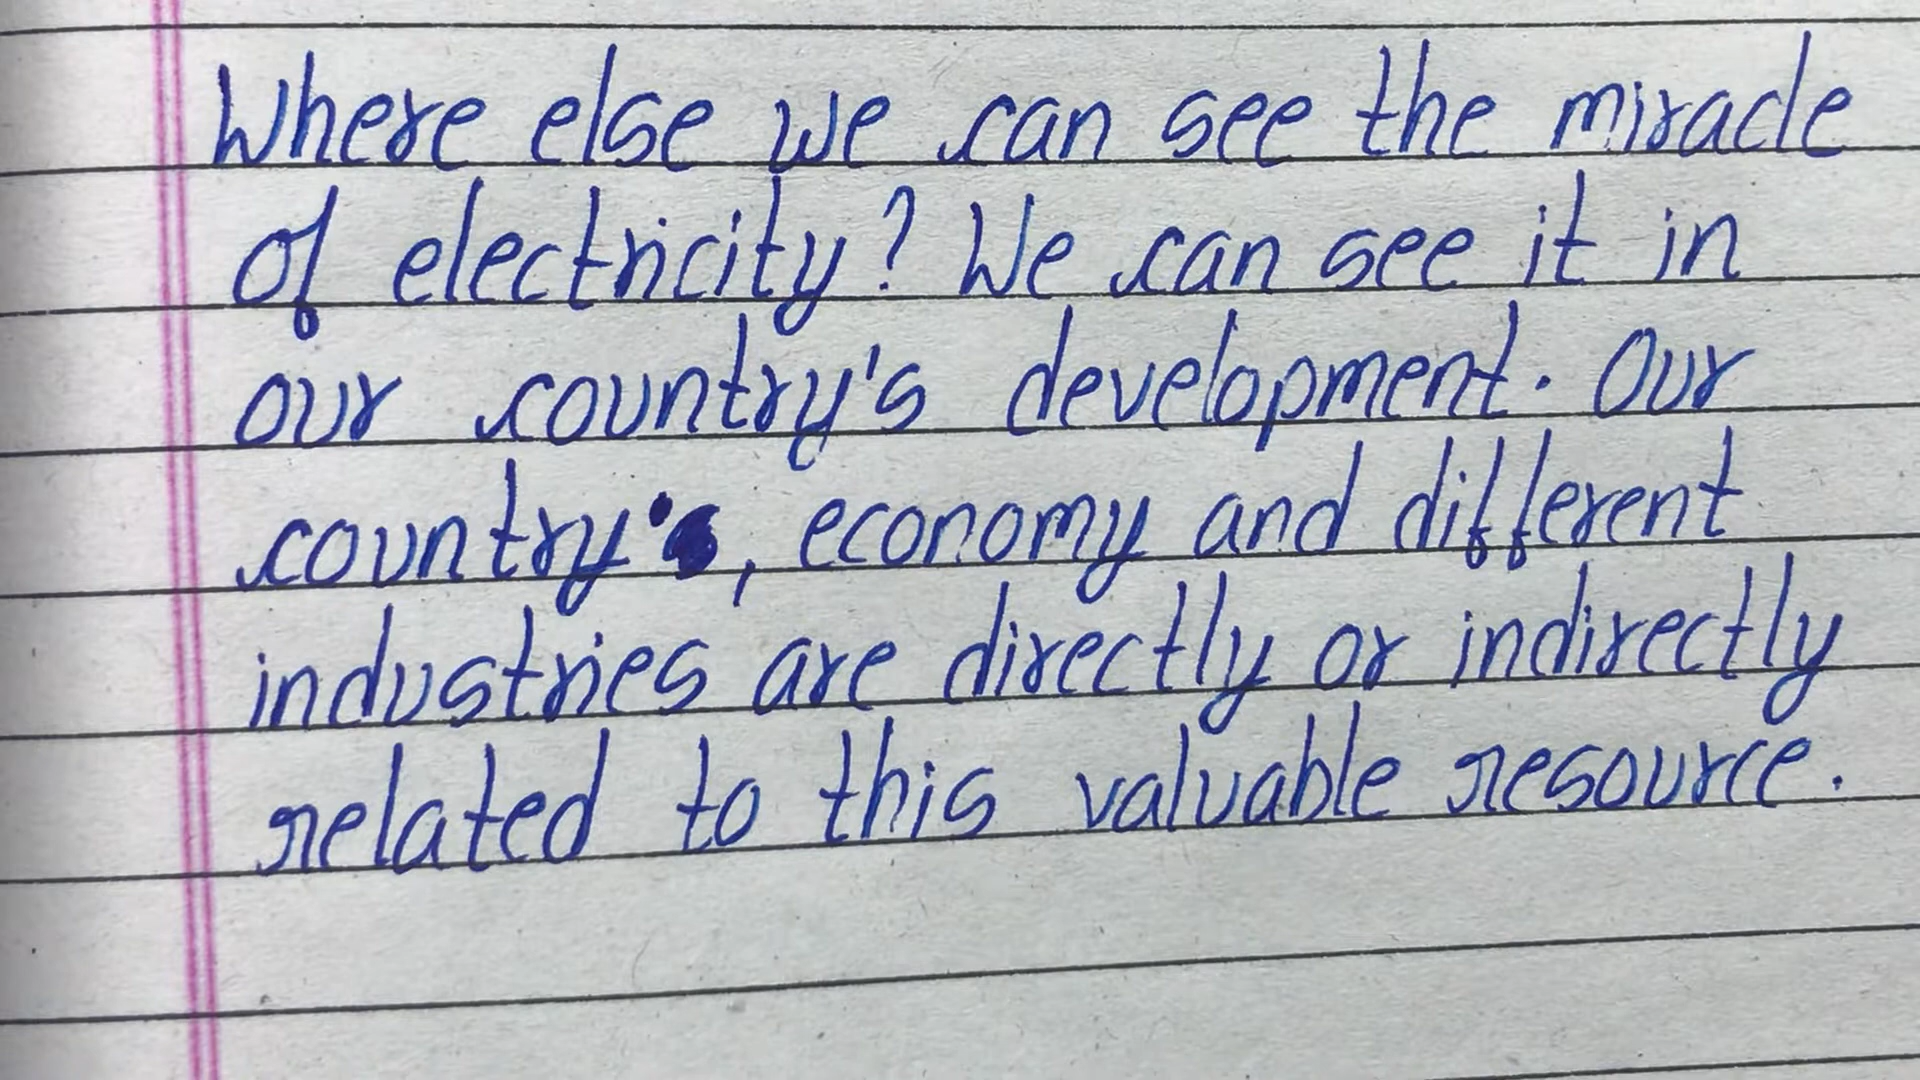 Where else we can see the miracle
of electricity? We can see it in
our country's development. Our
country's, economy and different
industries are directly or indirectly
related to this valuable resource.